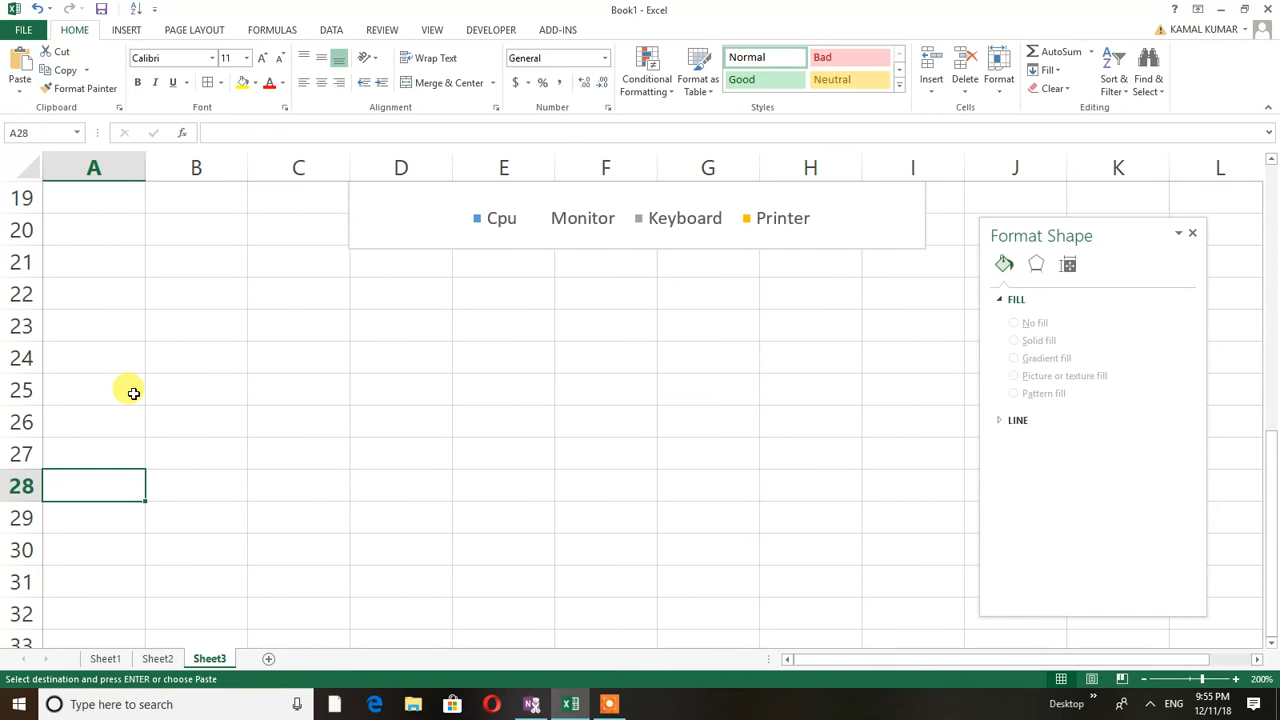 Book1 - Excel
FILE HOME INSERT PAGE LAYOUT FORMULAS DATA REVIEW VIEW DEVELOPER ADD-INS KAMAL KUMAR
Paste Cut Copy Format Painter
Calibri 11
B I U A
Wrap Text
Merge & Center
General
$ % ,
Conditional Formatting
Format as Table
Normal Bad
Good Neutral
Insert Delete Format
AutoSum
Fill
Clear
Sort & Filter
Find & Select
Clipboard Font Alignment Number Styles Cells Editing
A28 fx
A B C D E F G H I J K L
19
20
21
22
23
24
25
26
27
28
29
30
31
32
33
Cpu Monitor Keyboard Printer
Format Shape
FILL
No fill
Solid fill
Gradient fill
Picture or texture fill
Pattern fill
LINE
Sheet1 Sheet2 Sheet3
Select destination and press ENTER or choose Paste 200%
Type here to search
Desktop ENG 9:55 PM
12/11/18